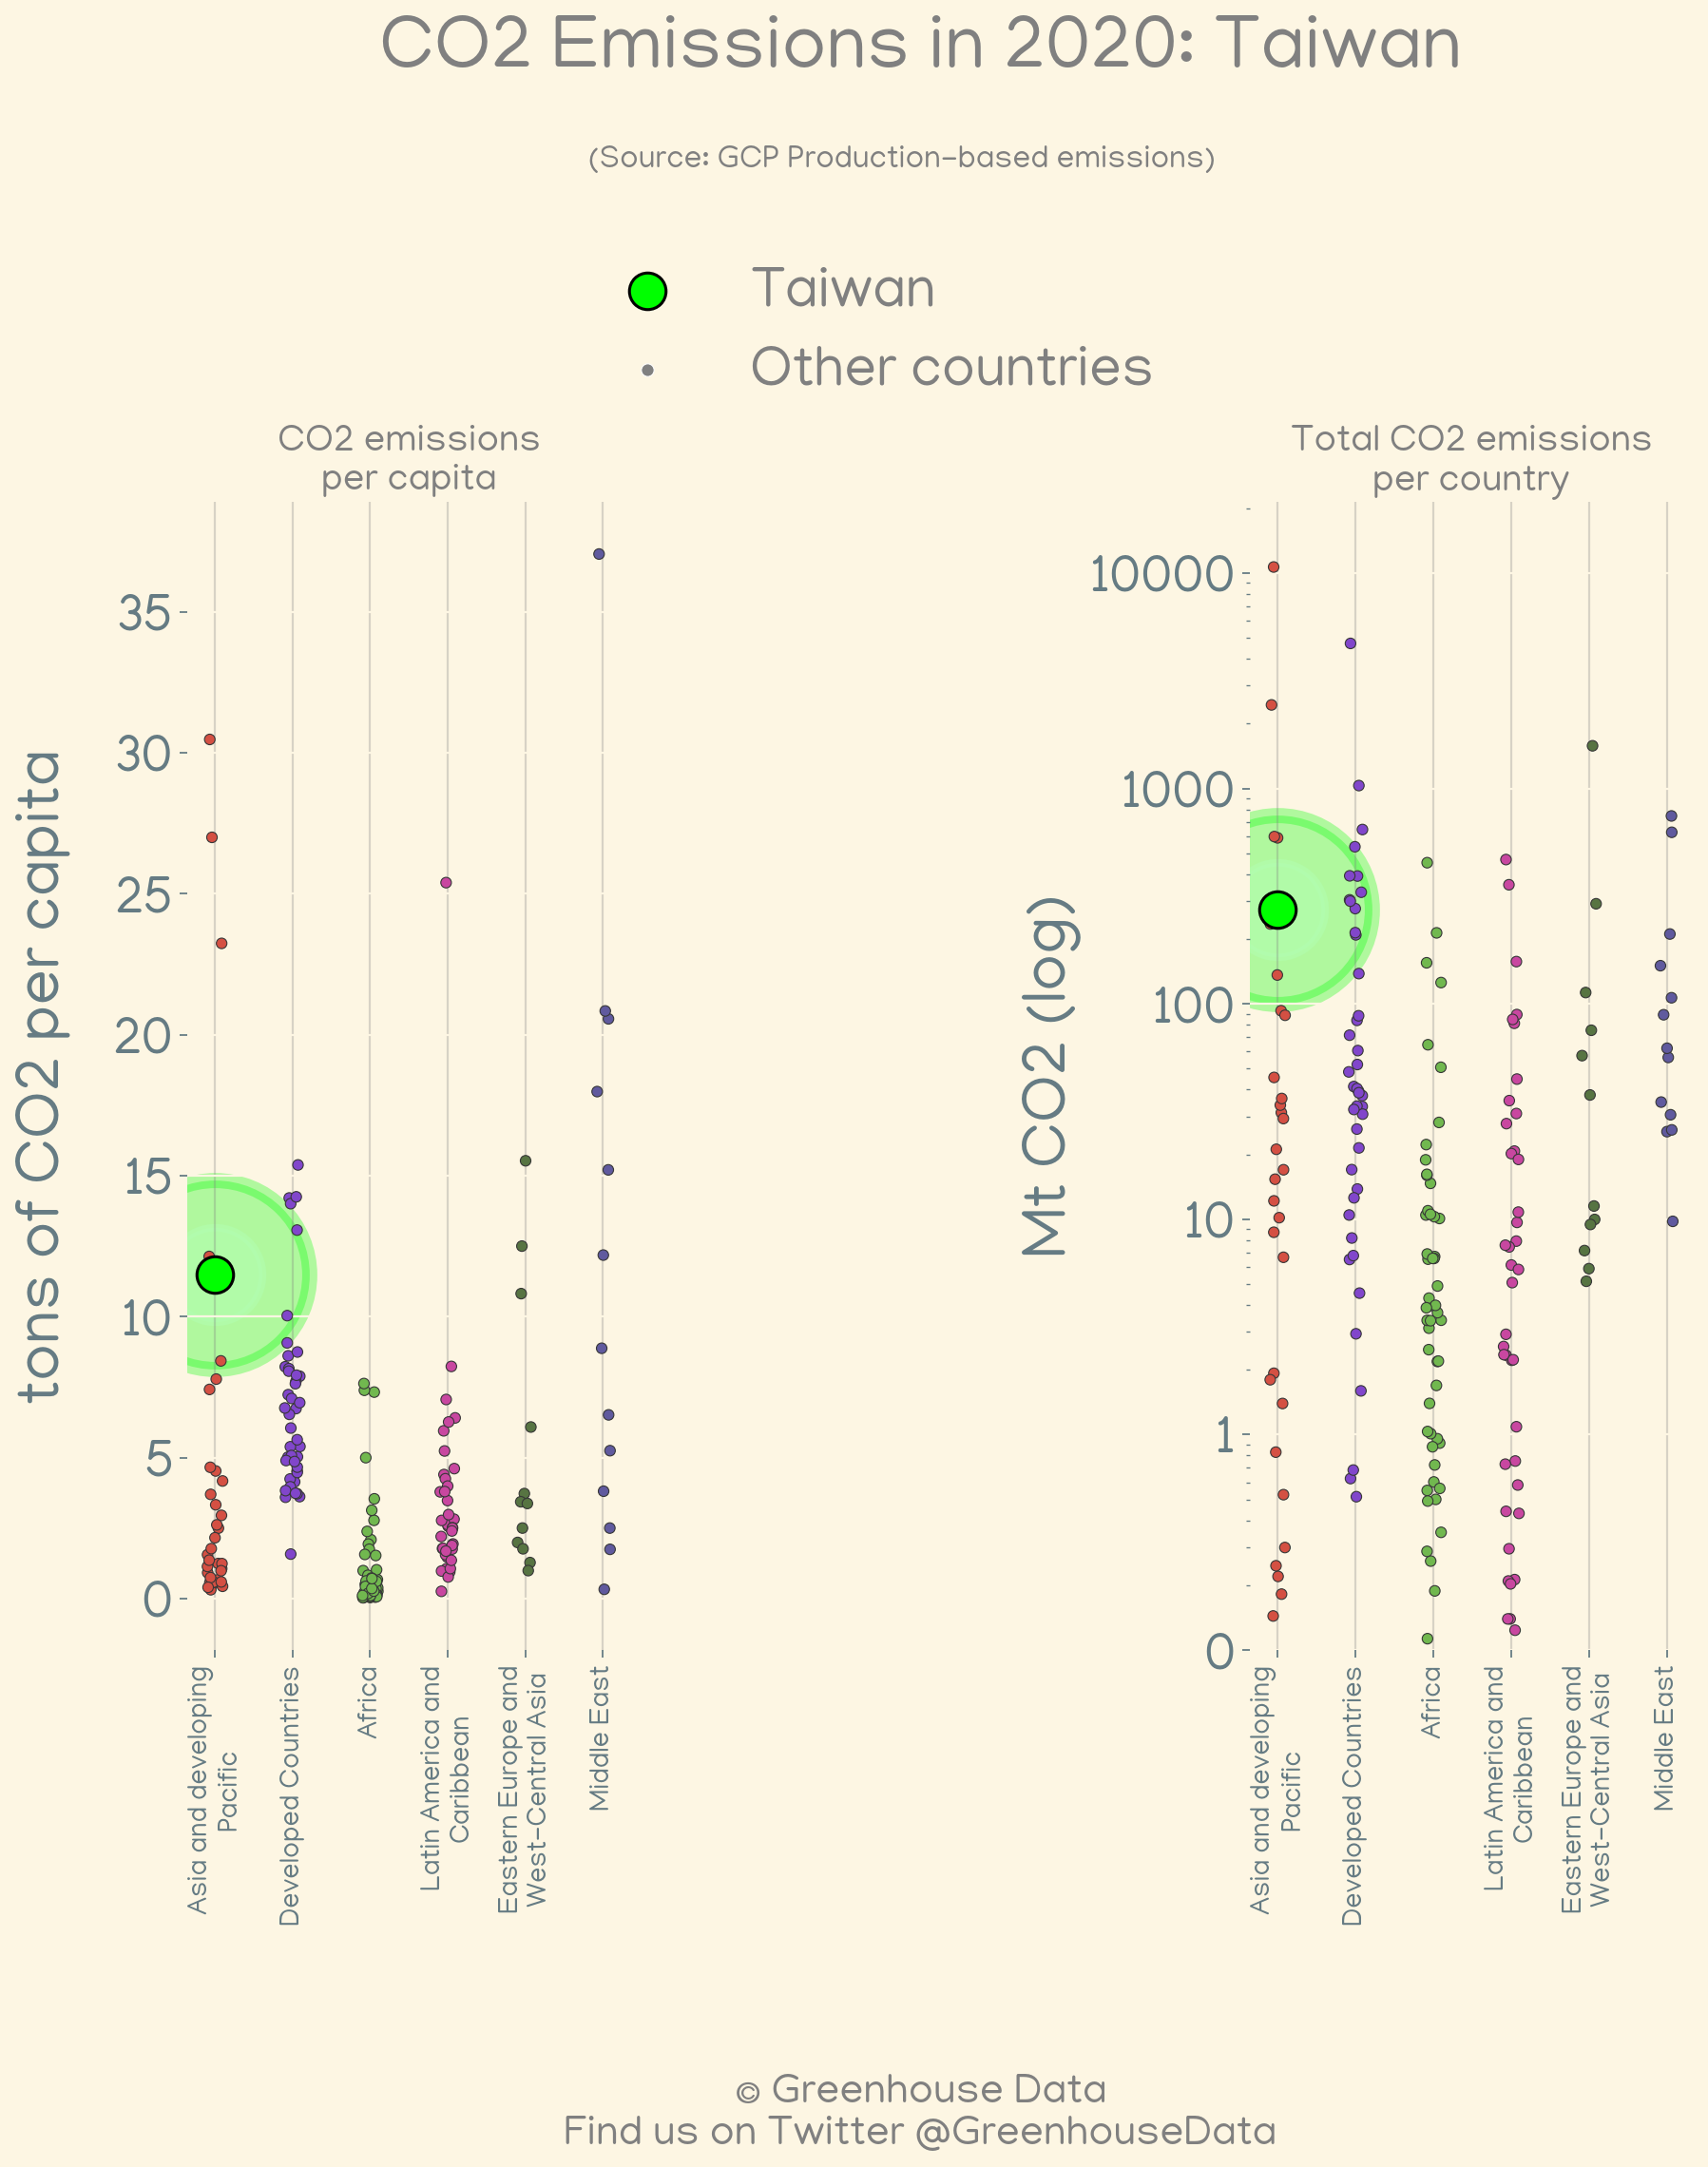 CO2 Emissions in 2020: Taiwan
(Source: GCP Production-based emissions)
Taiwan
Other countries
CO2 emissions
per capita
tons of CO2 per capita
35
30
25
20
15
10
5
0
Asia and developing
Pacific
Developed Countries
Africa
Latin America and
Caribbean
Eastern Europe and
West-Central Asia
Middle East
Total CO2 emissions
per country
Mt CO2 (log)
10000
1000
100
10
1
0
Asia and developing
Pacific
Developed Countries
Africa
Latin America and
Caribbean
Eastern Europe and
West-Central Asia
Middle East
© Greenhouse Data
Find us on Twitter @GreenhouseData